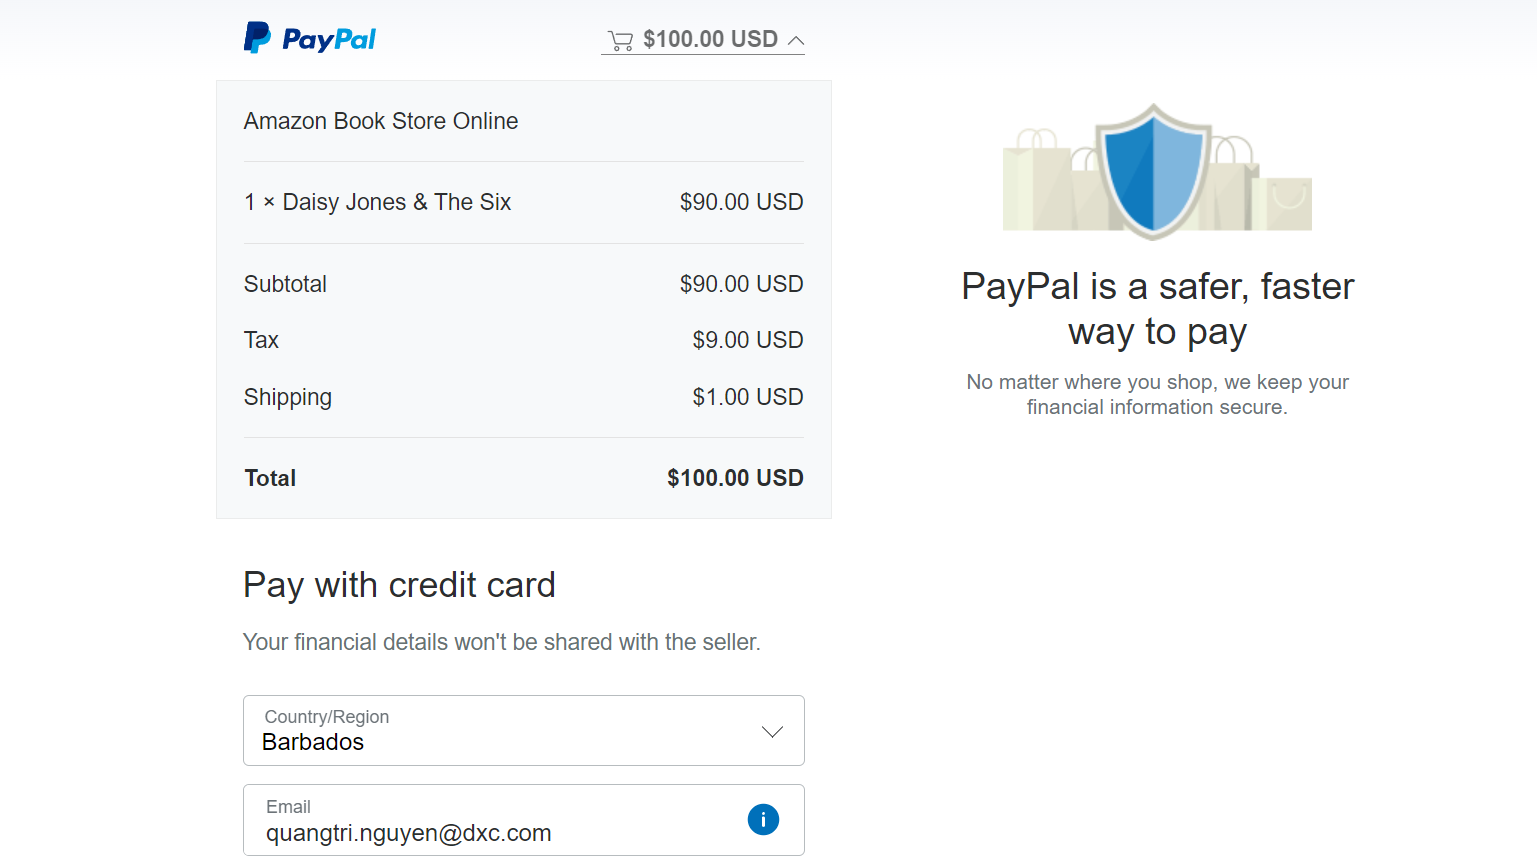 PayPal
$100.00 USD
Amazon Book Store Online
1 × Daisy Jones & The Six $90.00 USD
Subtotal $90.00 USD
Tax $9.00 USD
Shipping $1.00 USD
Total $100.00 USD
Pay with credit card
Your financial details won't be shared with the seller.
Country/Region
Barbados
Email
quangtri.nguyen@dxc.com
i
PayPal is a safer, faster
way to pay
No matter where you shop, we keep your
financial information secure.